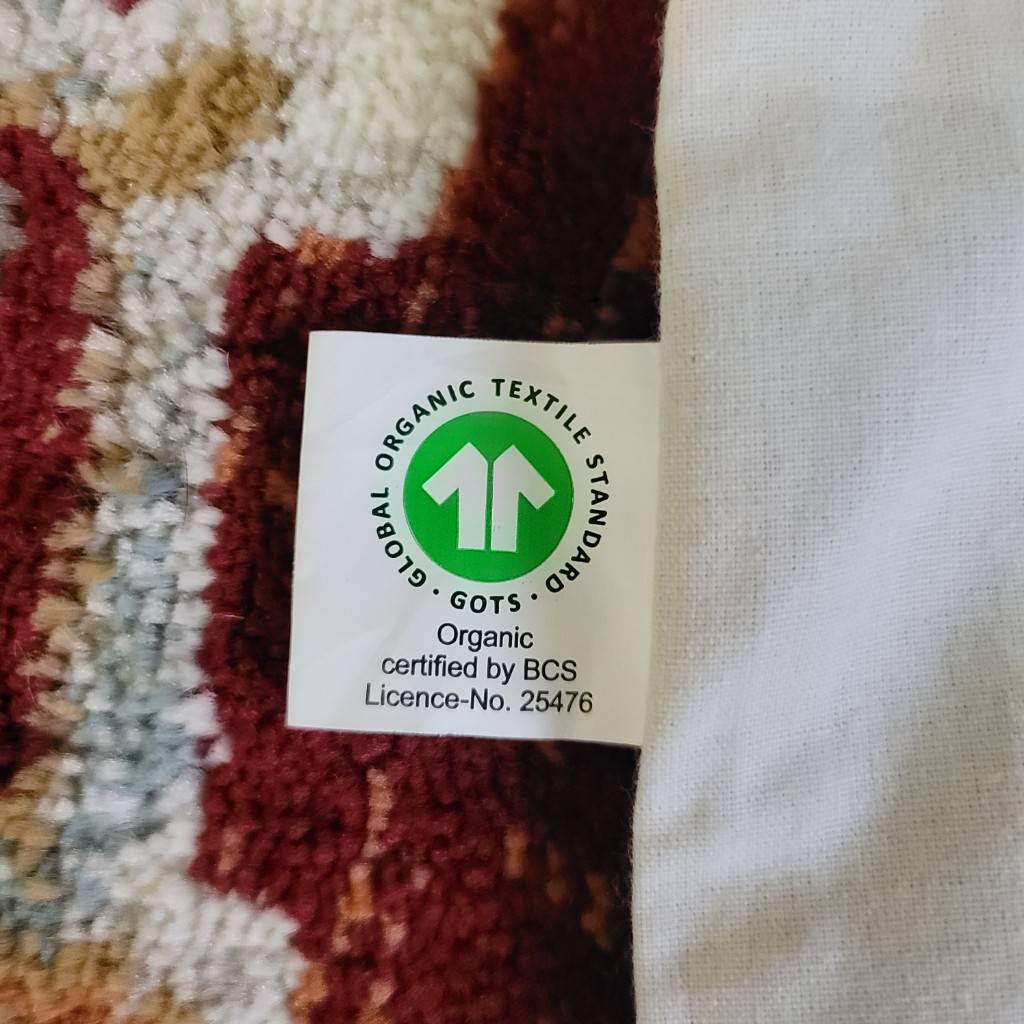 GLOBAL ORGANIC TEXTILE STANDARD · GOTS ·
Organic
certified by BCS
Licence-No. 25476